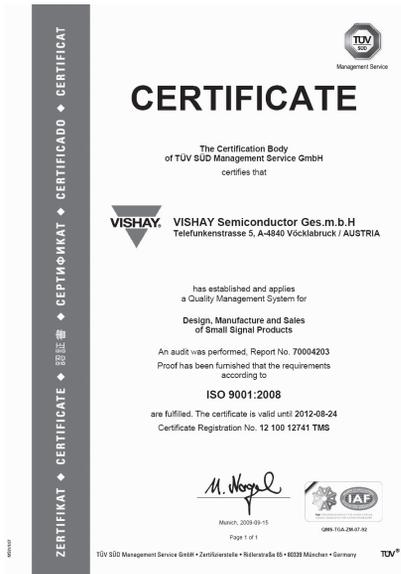 ZERTIFIKAT ◆ CERTIFICATE ◆ 認証書 ◆ СЕРТИФИКАТ ◆ CERTIFICADO ◆ CERTIFICAT
TÜV
SÜD
Management Service
CERTIFICATE
The Certification Body
of TÜV SÜD Management Service GmbH
certifies that
VISHAY.
VISHAY Semiconductor Ges.m.b.H
Telefunkenstrasse 5, A-4840 Vöcklabruck / AUSTRIA
has established and applies
a Quality Management System for
Design, Manufacture and Sales
of Small Signal Products
An audit was performed, Report No. 70004203
Proof has been furnished that the requirements
according to
ISO 9001:2008
are fulfilled. The certificate is valid until 2012-08-24
Certificate Registration No. 12 100 12741 TMS
M. Nagel
Munich, 2009-09-15
Page 1 of 1
IAF
QMS-TGA-ZM-07-92
TÜV SÜD Management Service GmbH • Zertifizierstelle • Ridlerstraße 65 • 80339 München • Germany
TÜV®